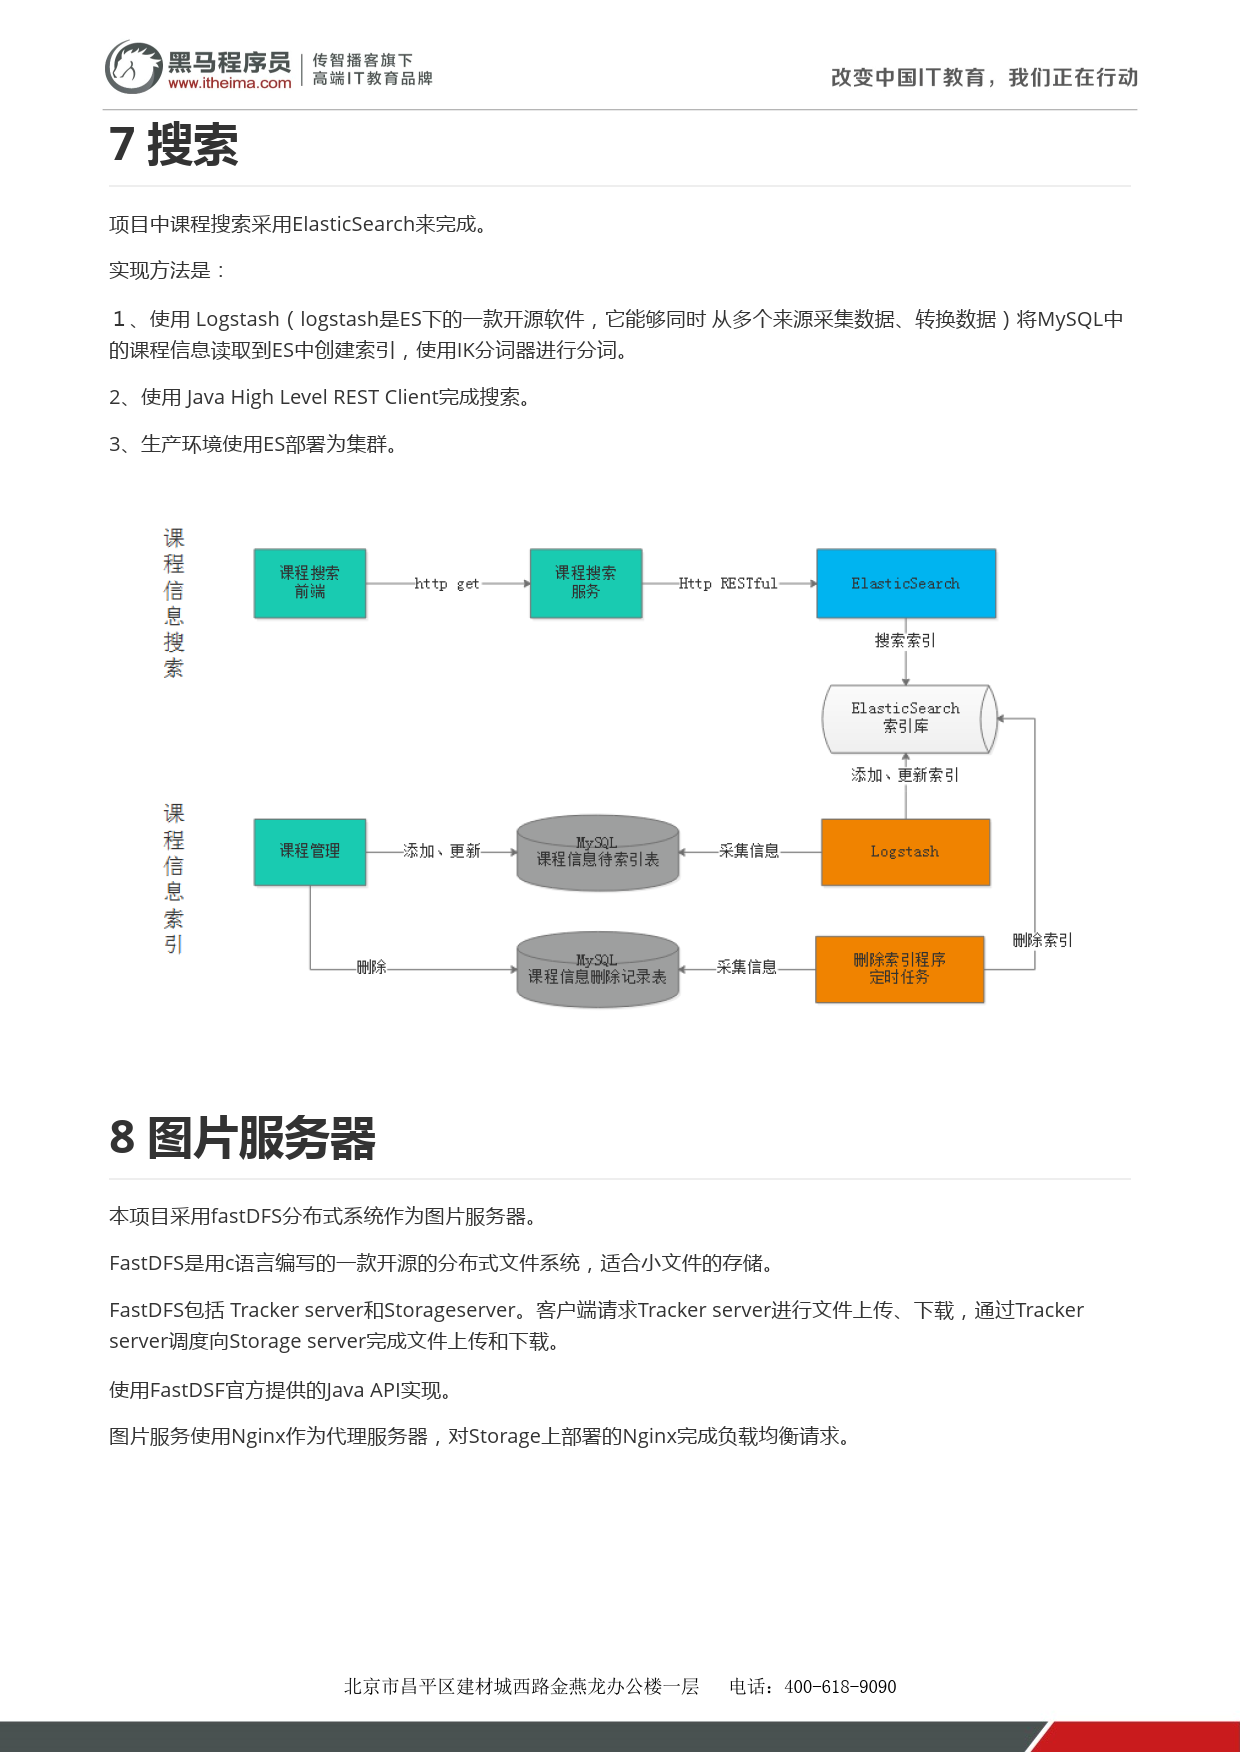 黑马程序员
www.itheima.com
传智播客旗下
高端IT教育品牌
改变中国IT教育，我们正在行动
7 搜索
项目中课程搜索采用ElasticSearch来完成。
实现方法是：
1、使用 Logstash（logstash是ES下的一款开源软件，它能够同时 从多个来源采集数据、转换数据）将MySQL中
的课程信息读取到ES中创建索引，使用IK分词器进行分词。
2、使用 Java High Level REST Client完成搜索。
3、生产环境使用ES部署为集群。
课程信息搜索
课程搜索
前端
http get
课程搜索
服务
Http RESTful
ElasticSearch
搜索索引
ElasticSearch
索引库
添加、更新索引
课程信息索引
课程管理
添加、更新
MySQL
课程信息待索引表
采集信息
Logstash
删除索引
删除
MySQL
课程信息删除记录表
采集信息
删除索引程序
定时任务
8 图片服务器
本项目采用fastDFS分布式系统作为图片服务器。
FastDFS是用c语言编写的一款开源的分布式文件系统，适合小文件的存储。
FastDFS包括 Tracker server和Storageserver。客户端请求Tracker server进行文件上传、下载，通过Tracker
server调度向Storage server完成文件上传和下载。
使用FastDSF官方提供的Java API实现。
图片服务使用Nginx作为代理服务器，对Storage上部署的Nginx完成负载均衡请求。
北京市昌平区建材城西路金燕龙办公楼一层 电话：400-618-9090